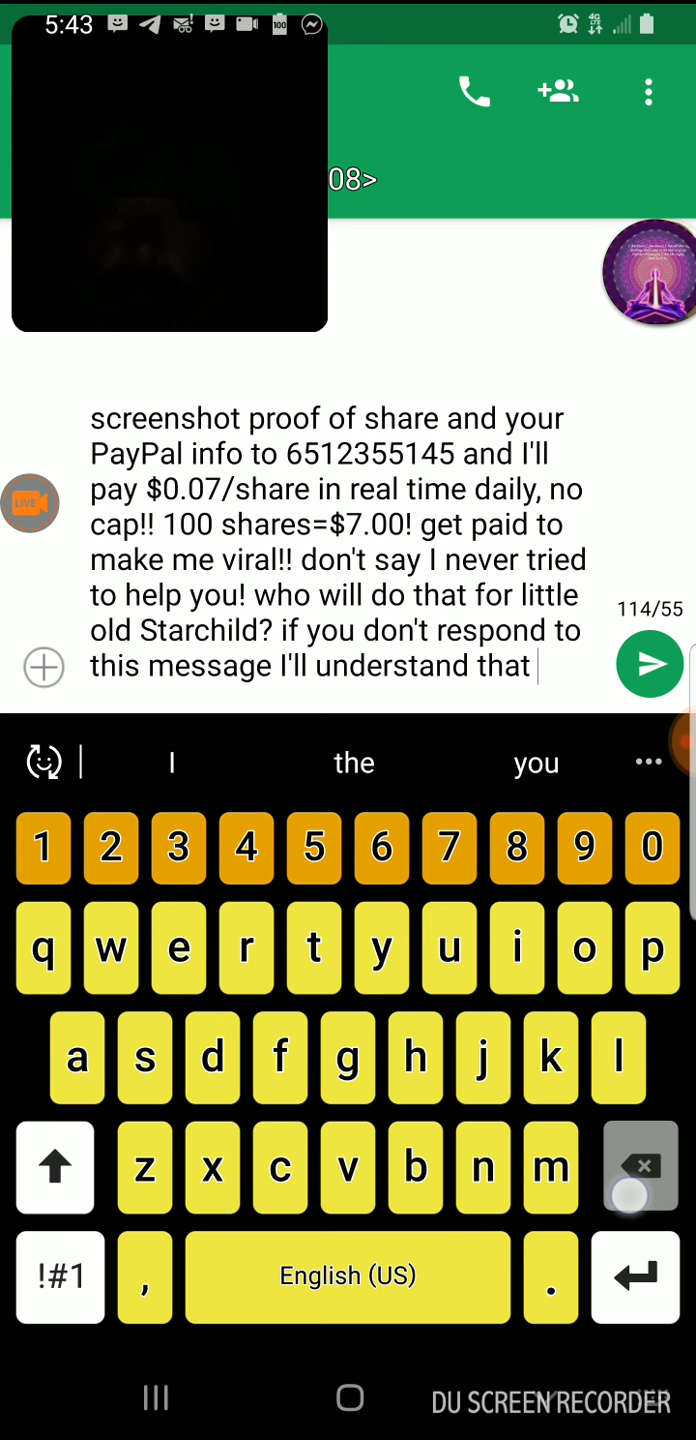 5:43
100
4G
LTE
08>
screenshot proof of share and your
PayPal info to 6512355145 and I'll
pay $0.07/share in real time daily, no
cap!! 100 shares=$7.00! get paid to
make me viral!! don't say I never tried
to help you! who will do that for little
old Starchild? if you don't respond to
this message I'll understand that
LIVE
114/55
I the you
1 2 3 4 5 6 7 8 9 0
q w e r t y u i o p
a s d f g h j k l
z x c v b n m
!#1 , English (US) .
DU SCREEN RECORDER